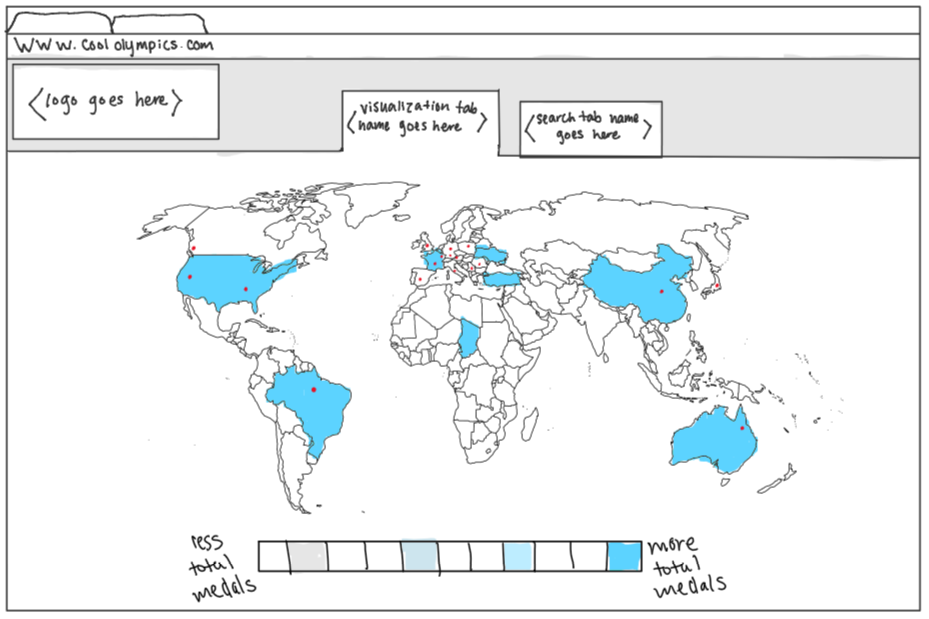 www.coololympics.com
<logo goes here>
<visualization tab
name goes here>
<search tab name
goes here>
less
total
medals
more
total
medals